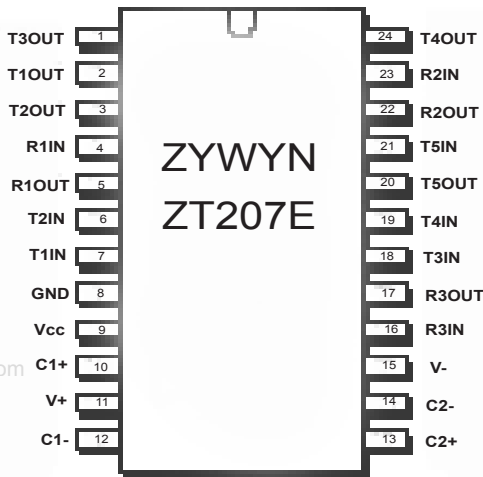 T3OUT 1 24 T4OUT
T1OUT 2 23 R2IN
T2OUT 3 22 R2OUT
R1IN 4 21 T5IN
ZYWYN
R1OUT 5 20 T5OUT
ZT207E
T2IN 6 19 T4IN
T1IN 7 18 T3IN
GND 8 17 R3OUT
Vcc 9 16 R3IN
om C1+ 10 15 V-
V+ 11 14 C2-
C1- 12 13 C2+